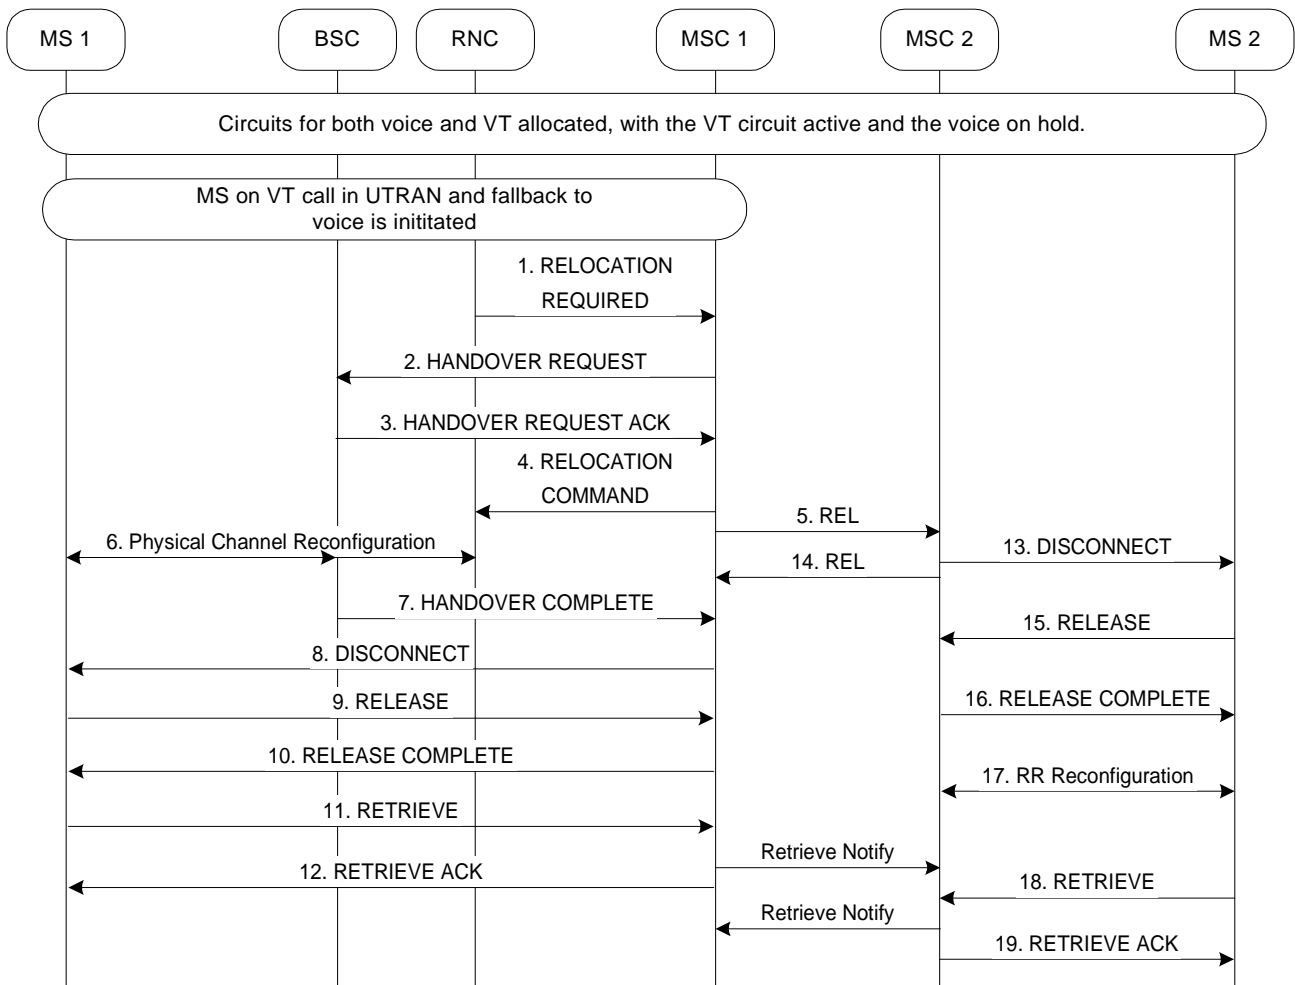 MS 1
BSC
RNC
MSC 1
MSC 2
MS 2
Circuits for both voice and VT allocated, with the VT circuit active and the voice on hold.
MS on VT call in UTRAN and fallback to
voice is inititated
1. RELOCATION
REQUIRED
2. HANDOVER REQUEST
3. HANDOVER REQUEST ACK
4. RELOCATION
COMMAND
5. REL
6. Physical Channel Reconfiguration
13. DISCONNECT
14. REL
7. HANDOVER COMPLETE
15. RELEASE
8. DISCONNECT
9. RELEASE
16. RELEASE COMPLETE
10. RELEASE COMPLETE
17. RR Reconfiguration
11. RETRIEVE
Retrieve Notify
12. RETRIEVE ACK
18. RETRIEVE
Retrieve Notify
19. RETRIEVE ACK